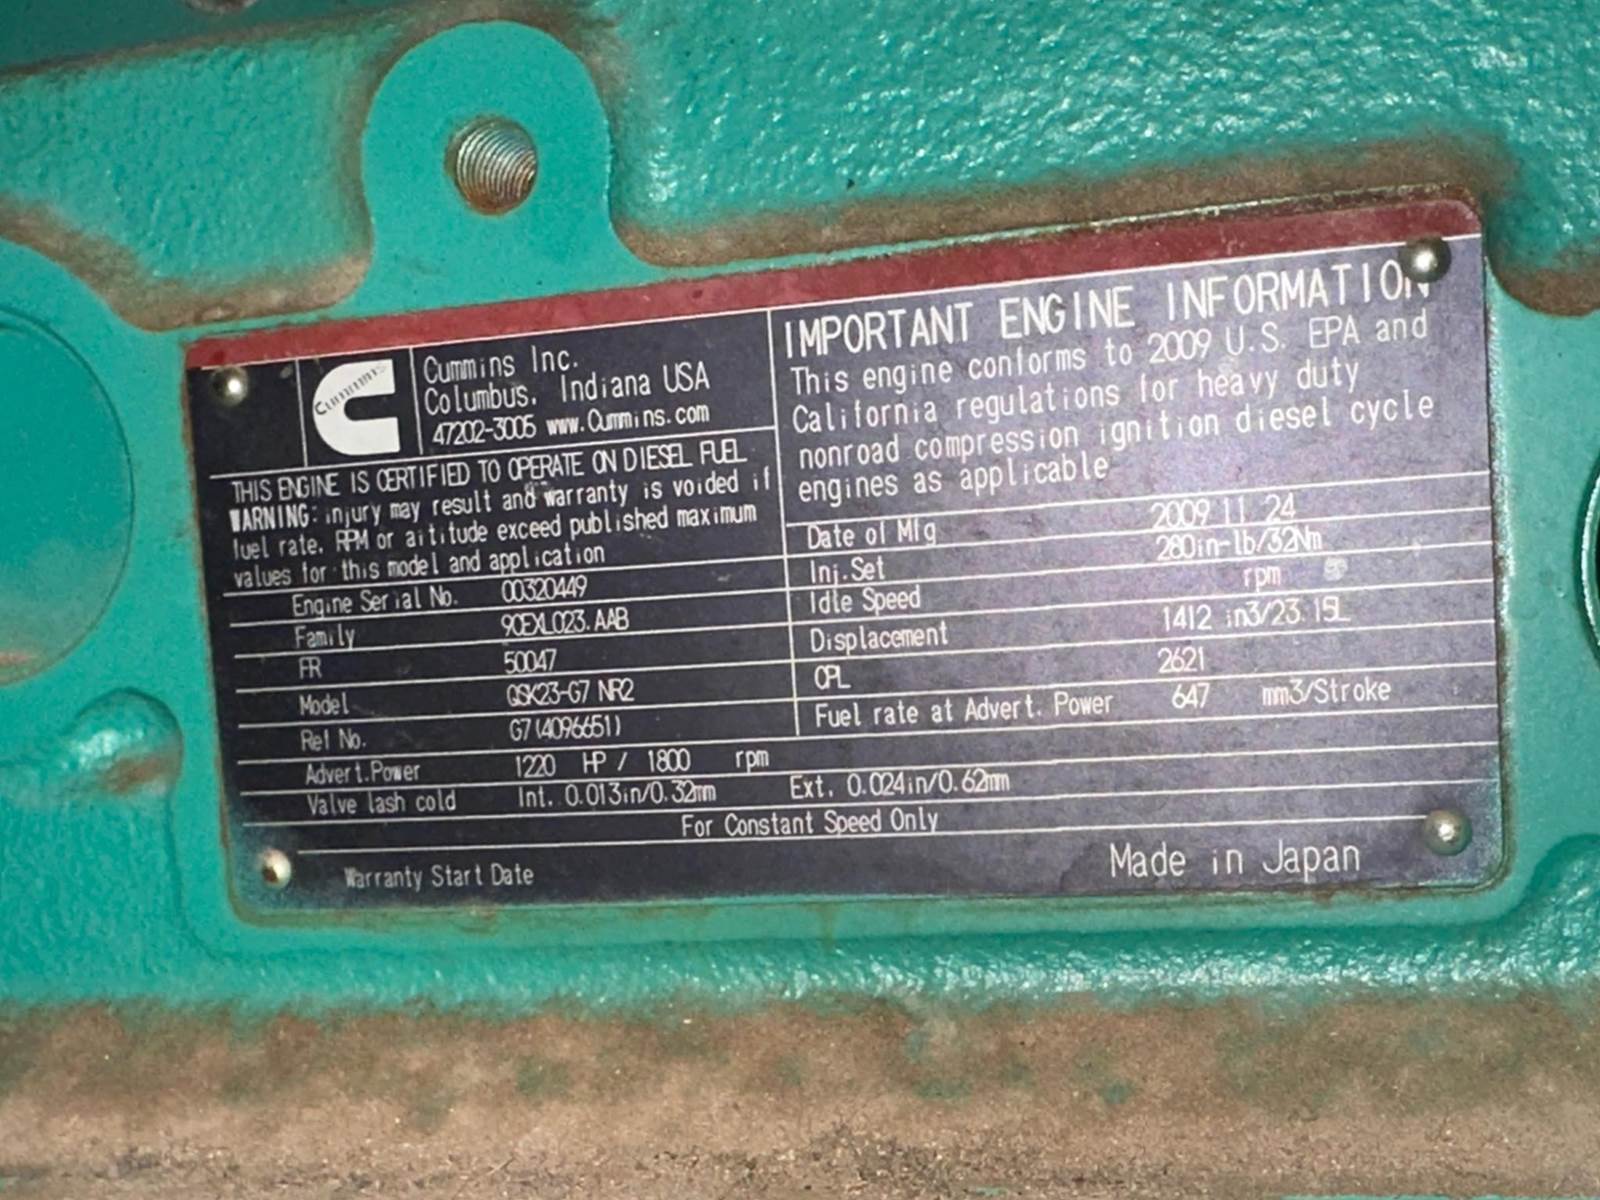 Cummins
Cummins Inc.
Columbus, Indiana USA
47202-3005 www.Cummins.com
THIS ENGINE IS CERTIFIED TO OPERATE ON DIESEL FUEL
WARNING: injury may result and warranty is voided if
fuel rate, RPM or altitude exceed published maximum
values for this model and application
Engine Serial No. 00320449
Family 9CEXL023.AAB
FR 50047
Model QSK23-G7 NR2
Ref No. G7(4096651)
Advert.Power 1220 HP / 1800 rpm
Valve lash cold Int. 0.013in/0.32mm Ext. 0.024in/0.62mm
For Constant Speed Only
Warranty Start Date
IMPORTANT ENGINE INFORMATION
This engine conforms to 2009 U.S. EPA and
California regulations for heavy duty
nonroad compression ignition diesel cycle
engines as applicable
Date of Mfg 2009 11 24
Inj.Set 280in-lb/32Nm
Idle Speed rpm
Displacement 1412 in3/23.15L
CPL 2621
Fuel rate at Advert. Power 647 mm3/Stroke
Made in Japan